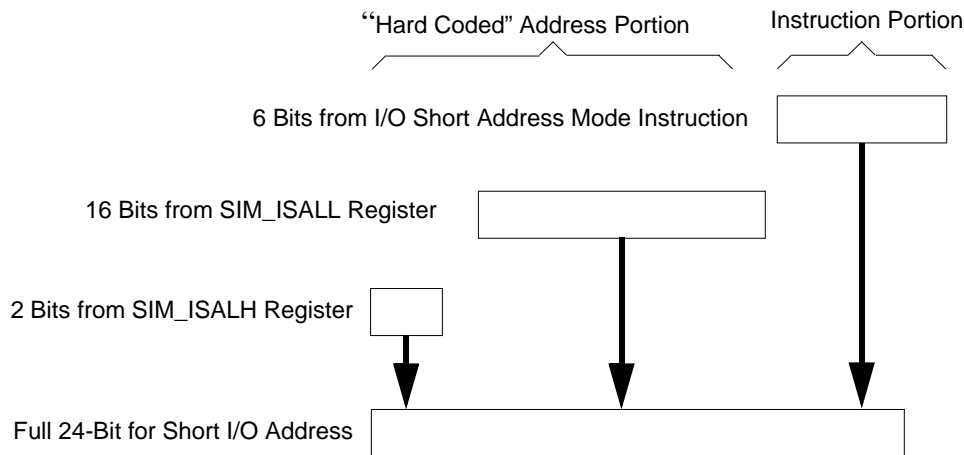 “Hard Coded” Address Portion
Instruction Portion
6 Bits from I/O Short Address Mode Instruction
16 Bits from SIM_ISALL Register
2 Bits from SIM_ISALH Register
Full 24-Bit for Short I/O Address